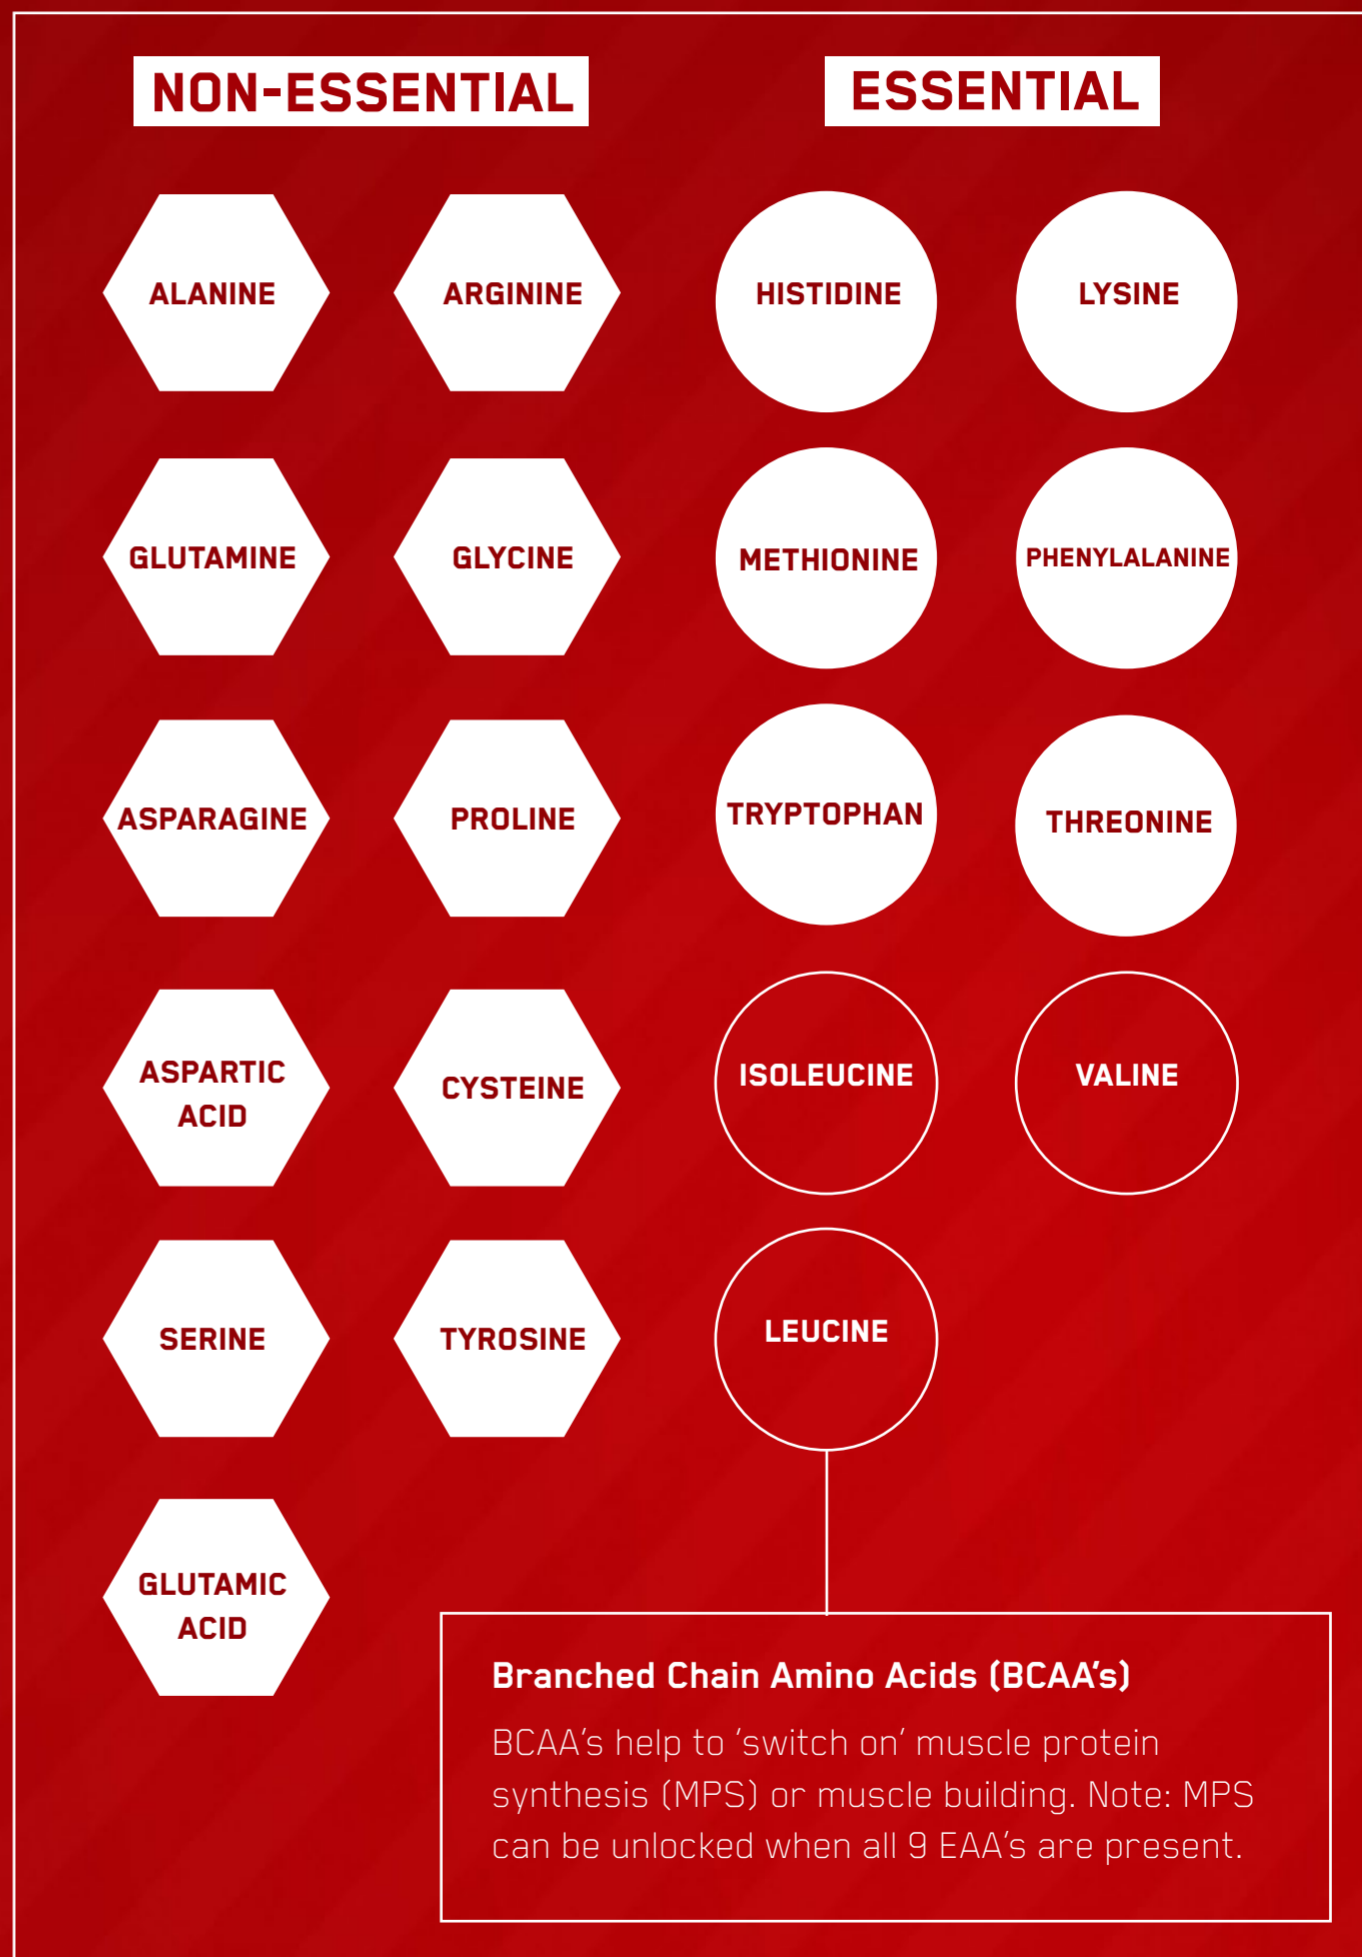 NON-ESSENTIAL
ALANINE
ARGININE
GLUTAMINE
GLYCINE
ASPARAGINE
PROLINE
ASPARTIC
ACID
CYSTEINE
SERINE
TYROSINE
GLUTAMIC
ACID
ESSENTIAL
HISTIDINE
LYSINE
METHIONINE
PHENYLALANINE
TRYPTOPHAN
THREONINE
ISOLEUCINE
VALINE
LEUCINE
Branched Chain Amino Acids (BCAA's)
BCAA's help to 'switch on' muscle protein
synthesis (MPS) or muscle building. Note: MPS
can be unlocked when all 9 EAA's are present.